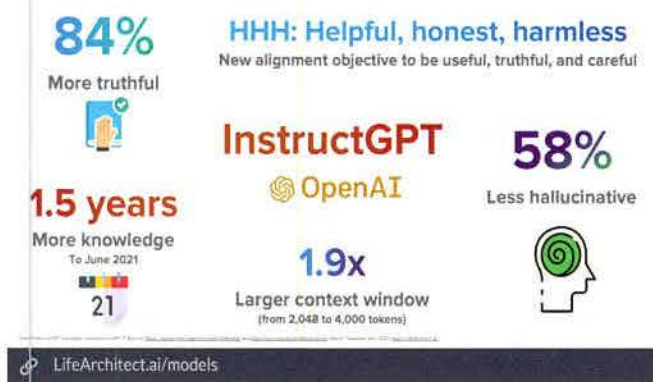 84%
More truthful
HHH: Helpful, honest, harmless
New alignment objective to be useful, truthful, and careful
InstructGPT
OpenAI
58%
Less hallucinative
1.5 years
More knowledge
To June 2021
21
1.9x
Larger context window
(from 2,048 to 4,000 tokens)
LifeArchitect.ai/models